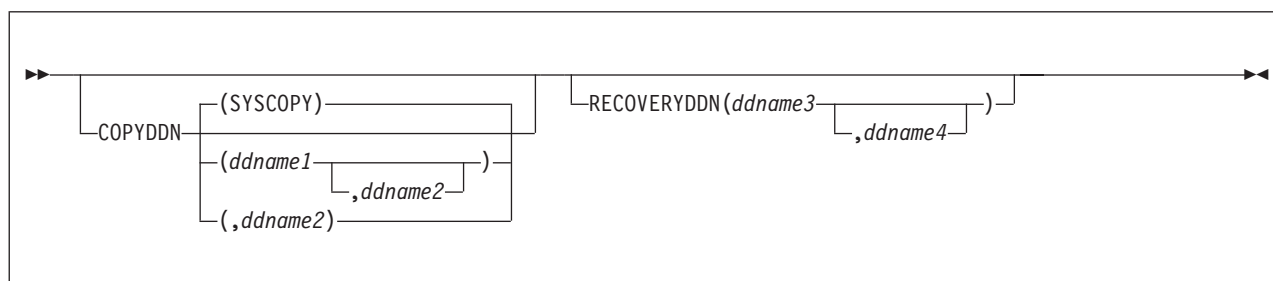 (SYSCOPY)
COPYDDN
RECOVERYDDN(ddname3 )
,ddname4
(ddname1 )
,ddname2
(,ddname2)